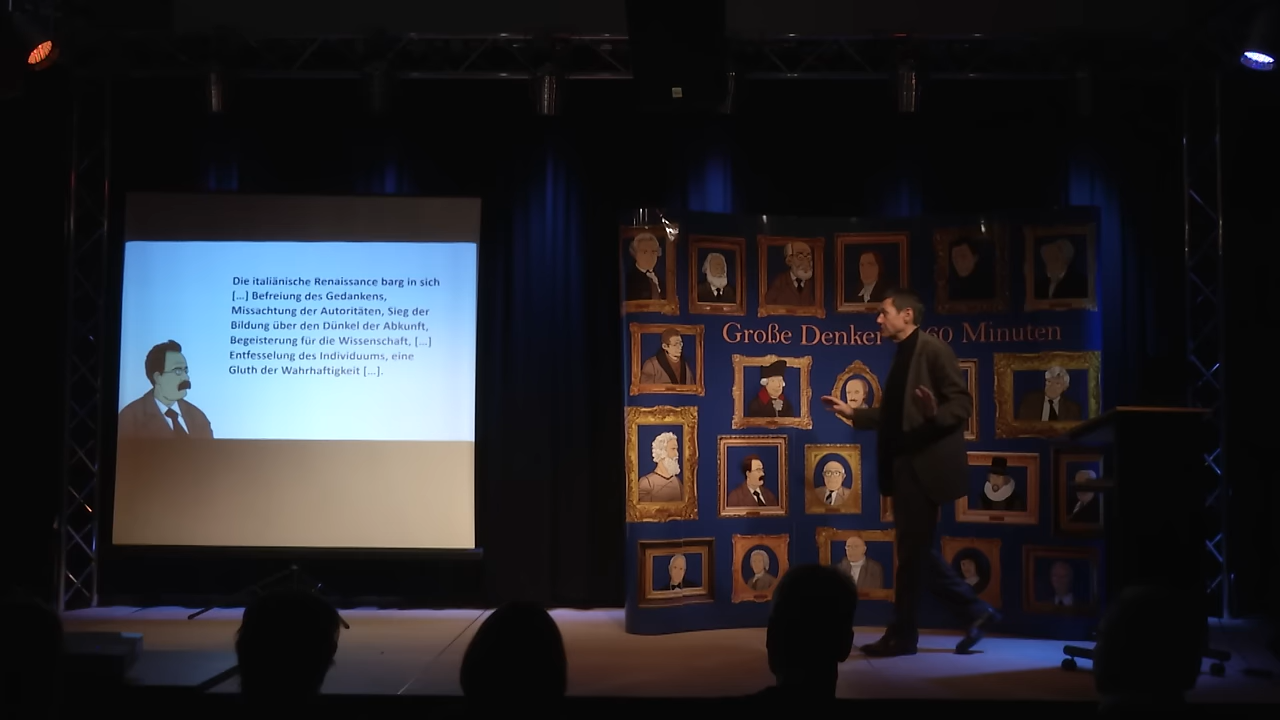 Die italiänische Renaissance barg in sich
[...] Befreiung des Gedankens,
Missachtung der Autoritäten, Sieg der
Bildung über den Dünkel der Abkunft,
Begeisterung für die Wissenschaft, [...]
Entfesselung des Individuums, eine
Gluth der Wahrhaftigkeit [...].
Große Denker 60 Minuten